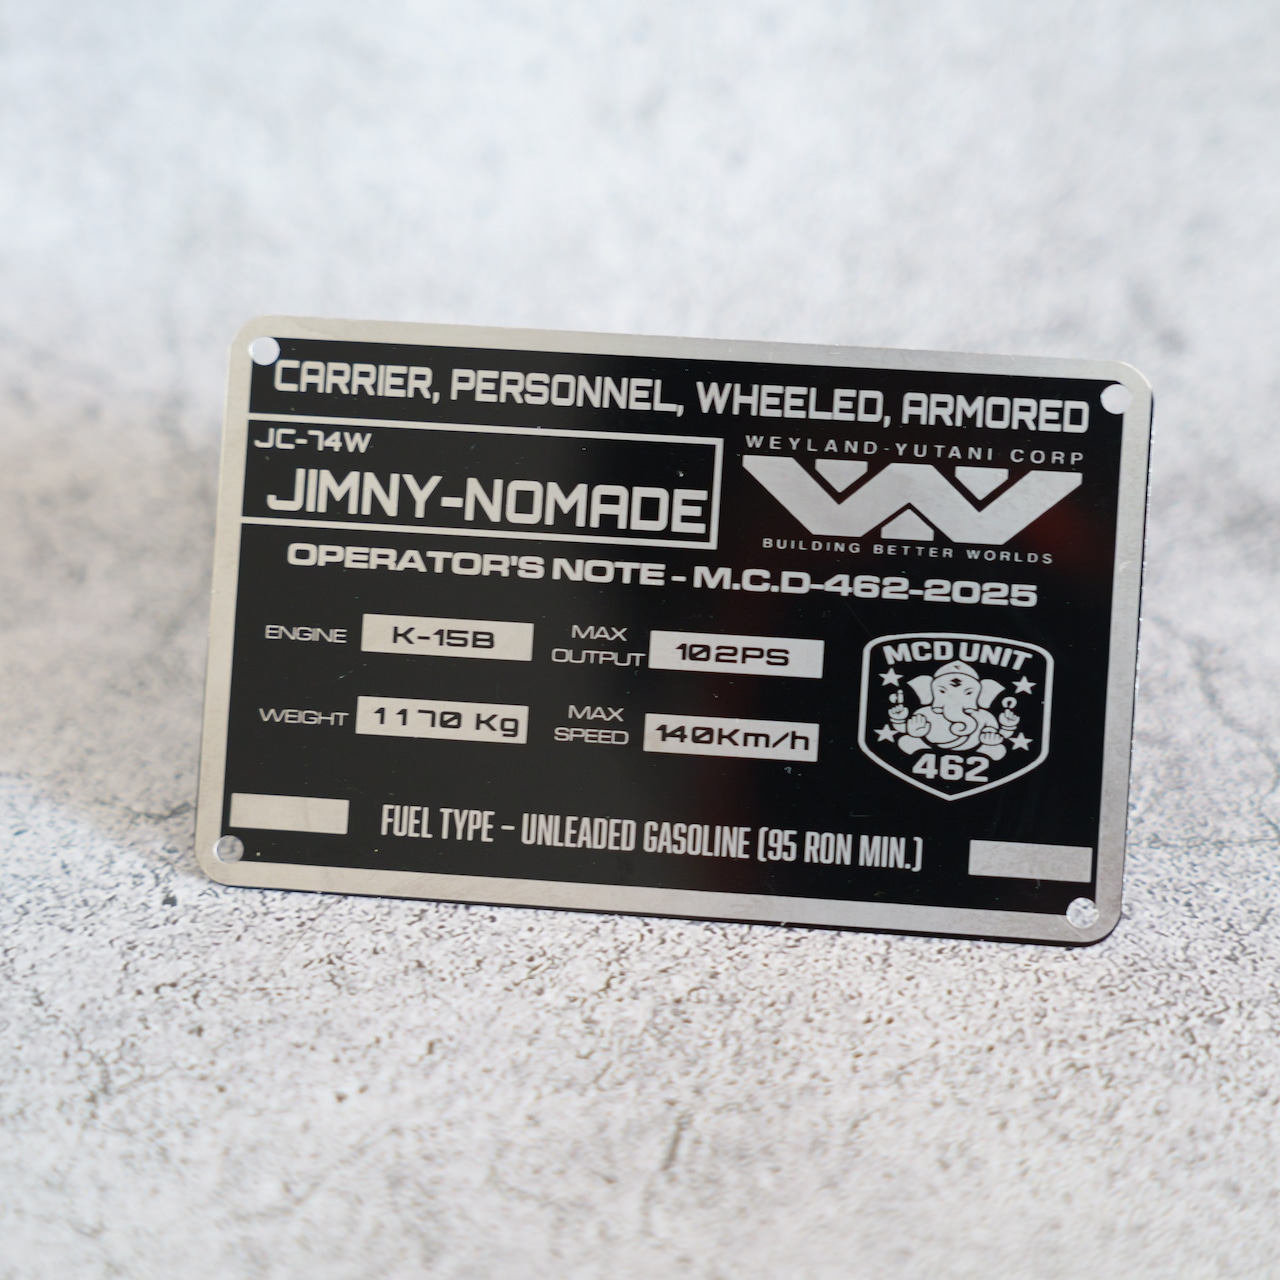 CARRIER, PERSONNEL, WHEELED, ARMORED
JC-74W
JIMNY-NOMADE
WEYLAND-YUTANI CORP
BUILDING BETTER WORLDS
OPERATOR'S NOTE - M.C.D-462-2025
ENGINE K-15B
MAX OUTPUT 102PS
WEIGHT 1170 Kg
MAX SPEED 140Km/h
MCD UNIT
462
FUEL TYPE - UNLEADED GASOLINE (95 RON MIN.)